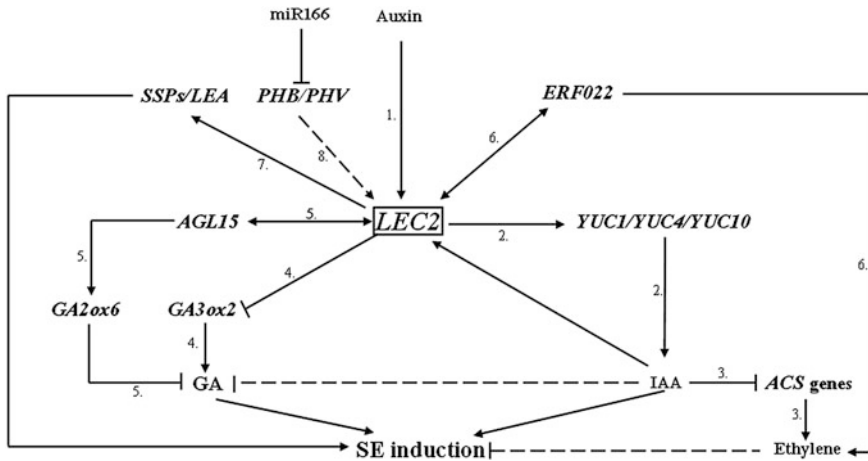 miR166
Auxin
SSPs/LEA
PHB/PHV
ERF022
1.
6.
7.
8.
AGL15
5.
LEC2
2.
YUC1/YUC4/YUC10
5.
4.
2.
6.
GA2ox6
GA3ox2
4.
5.
GA
IAA
3.
ACS genes
3.
SE induction
Ethylene